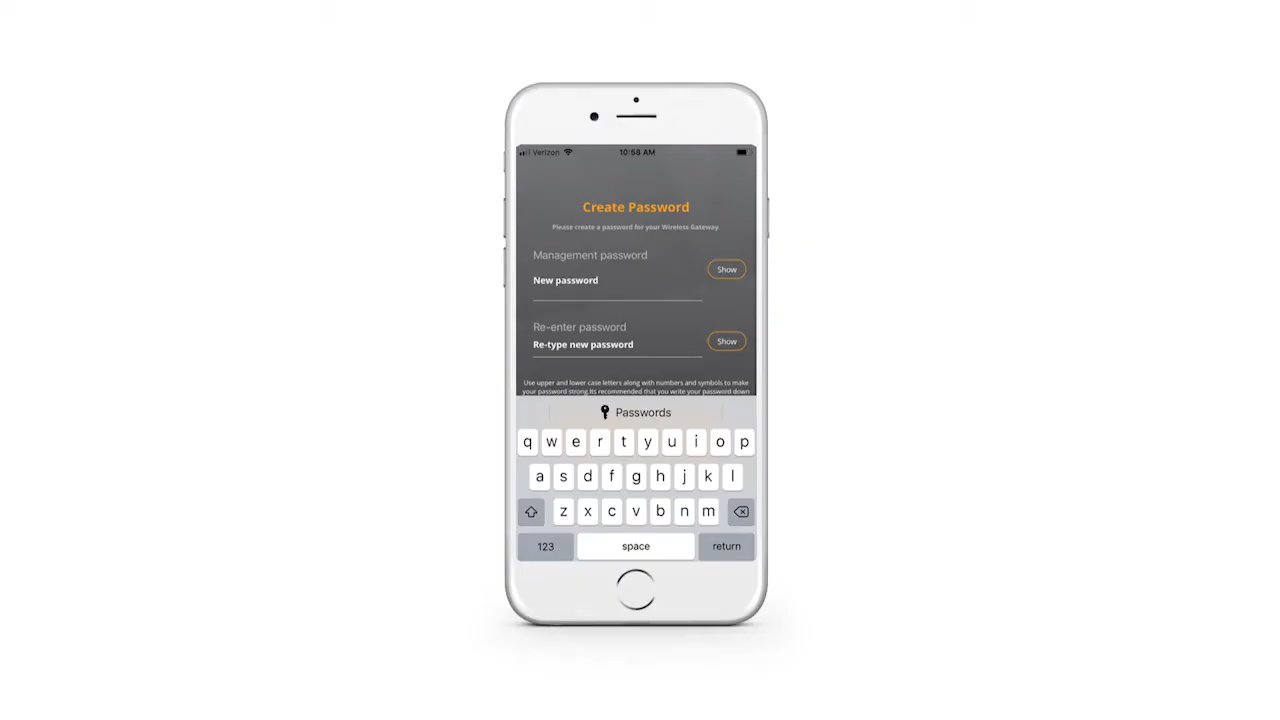 Verizon 10:58 AM
Create Password
Please create a password for your Wireless Gateway.
Management password
Show
New password
Re-enter password
Show
Re-type new password
Use upper and lower case letters along with numbers and symbols to make
your password strong.Its recommended that you write your password down
Passwords
q w e r t y u i o p
a s d f g h j k l
z x c v b n m
123 space return